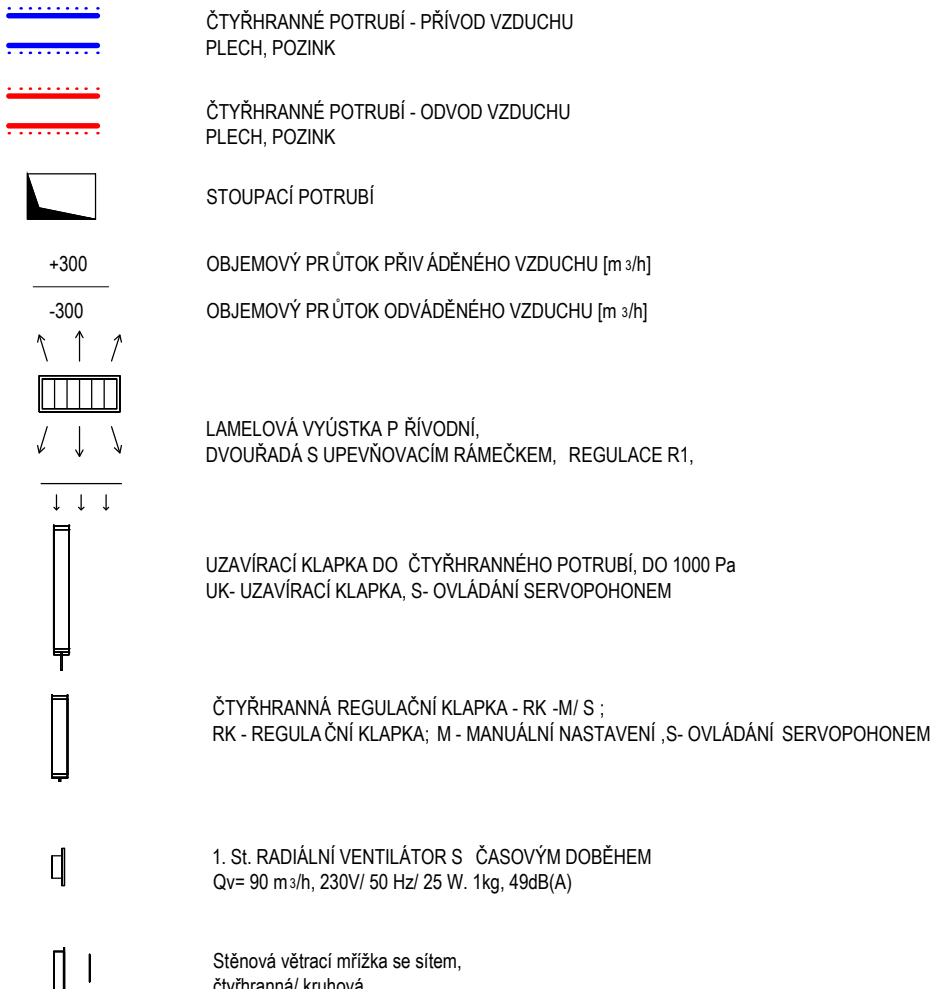 ČTYŘHRANNÉ POTRUBÍ - PŘÍVOD VZDUCHU
PLECH, POZINK
ČTYŘHRANNÉ POTRUBÍ - ODVOD VZDUCHU
PLECH, POZINK
STOUPACÍ POTRUBÍ
+300 OBJEMOVÝ PRŮTOK PŘIVÁDĚNÉHO VZDUCHU [m3/h]
-300 OBJEMOVÝ PRŮTOK ODVÁDĚNÉHO VZDUCHU [m3/h]
LAMELOVÁ VYÚSTKA PŘÍVODNÍ,
DVOUŘADÁ S UPEVŇOVACÍM RÁMEČKEM, REGULACE R1,
UZAVÍRACÍ KLAPKA DO ČTYŘHRANNÉHO POTRUBÍ, DO 1000 Pa
UK- UZAVÍRACÍ KLAPKA, S- OVLÁDÁNÍ SERVOPOHONEM
ČTYŘHRANNÁ REGULAČNÍ KLAPKA - RK -M/ S ;
RK - REGULAČNÍ KLAPKA; M - MANUÁLNÍ NASTAVENÍ ,S- OVLÁDÁNÍ SERVOPOHONEM
1. St. RADIÁLNÍ VENTILÁTOR S ČASOVÝM DOBĚHEM
Qv= 90 m3/h, 230V/ 50 Hz/ 25 W. 1kg, 49dB(A)
Stěnová větrací mřížka se sítem,
čtyřhranná/ kruhová